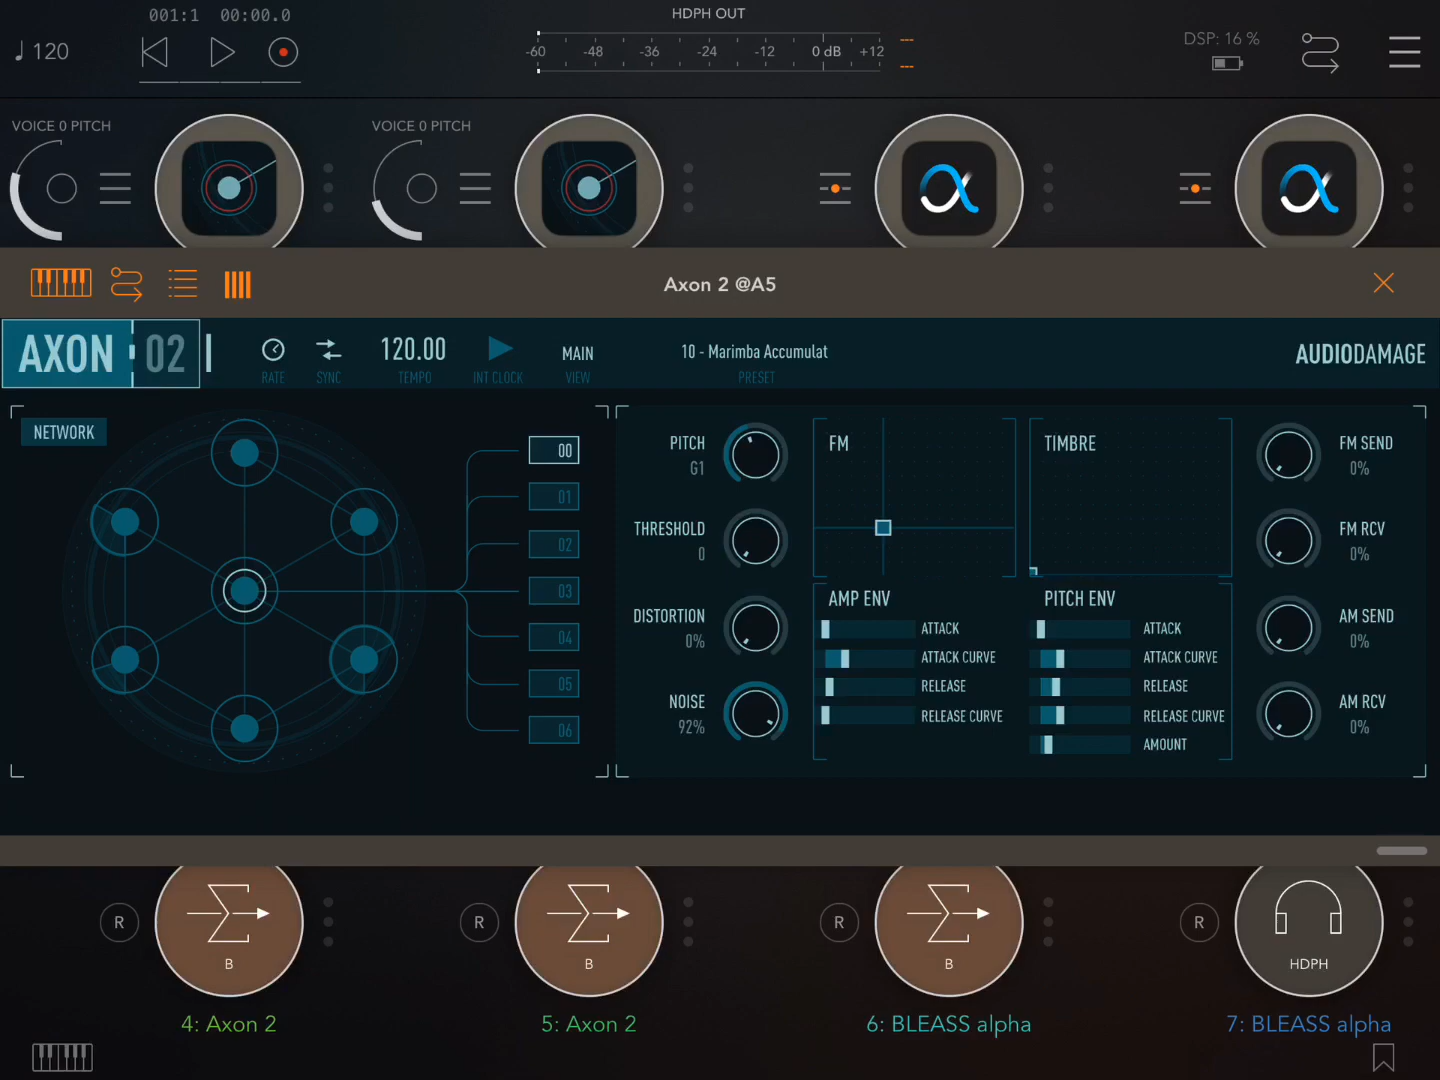 001:1 00:00.0
HDPH OUT
120
-60 -48 -36 -24 -12 0 dB +12
DSP: 16 %
VOICE 0 PITCH
VOICE 0 PITCH
Axon 2 @A5
AXON 02
RATE
SYNC
120.00
TEMPO
INT CLOCK
MAIN
VIEW
10 - Marimba Accumulat
PRESET
AUDIODAMAGE
NETWORK
00
01
02
03
04
05
06
PITCH
G1
THRESHOLD
0
DISTORTION
0%
NOISE
92%
FM
TIMBRE
AMP ENV
ATTACK
ATTACK CURVE
RELEASE
RELEASE CURVE
PITCH ENV
ATTACK
ATTACK CURVE
RELEASE
RELEASE CURVE
AMOUNT
FM SEND
0%
FM RCV
0%
AM SEND
0%
AM RCV
0%
R B R B R B R HDPH
4: Axon 2
5: Axon 2
6: BLEASS alpha
7: BLEASS alpha